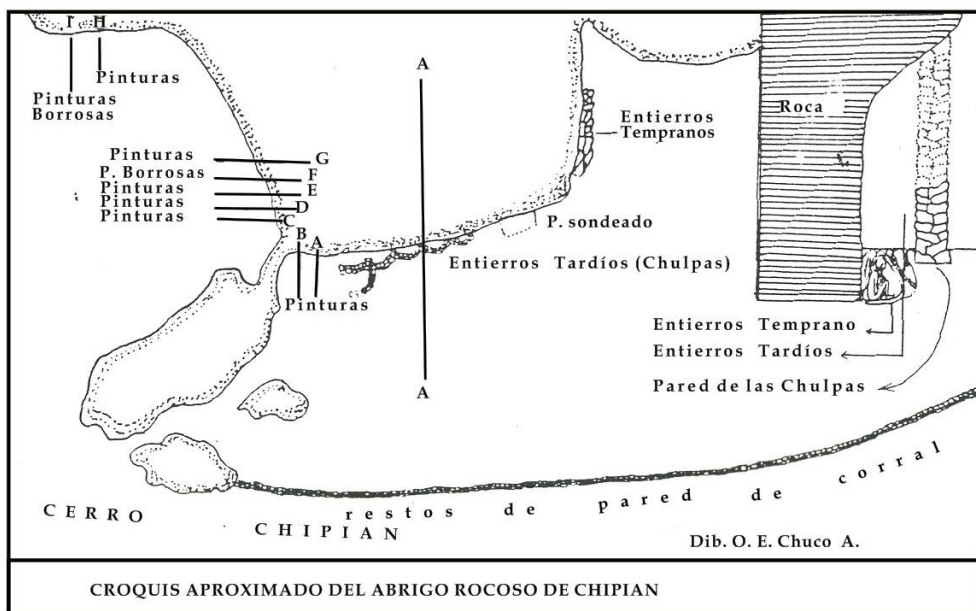 I H
Pinturas
Pinturas
Borrosas
A
Entierros
Tempranos
Roca
Pinturas G
P. Borrosas F
Pinturas E
Pinturas D
Pinturas C
B A
P. sondeado
Entierros Tardíos (Chulpas)
Pinturas
Entierros Temprano
Entierros Tardíos
Pared de las Chulpas
A
restos de pared de corral
CERRO CHIPIAN
Dib. O. E. Chuco A.
CROQUIS APROXIMADO DEL ABRIGO ROCOSO DE CHIPIAN